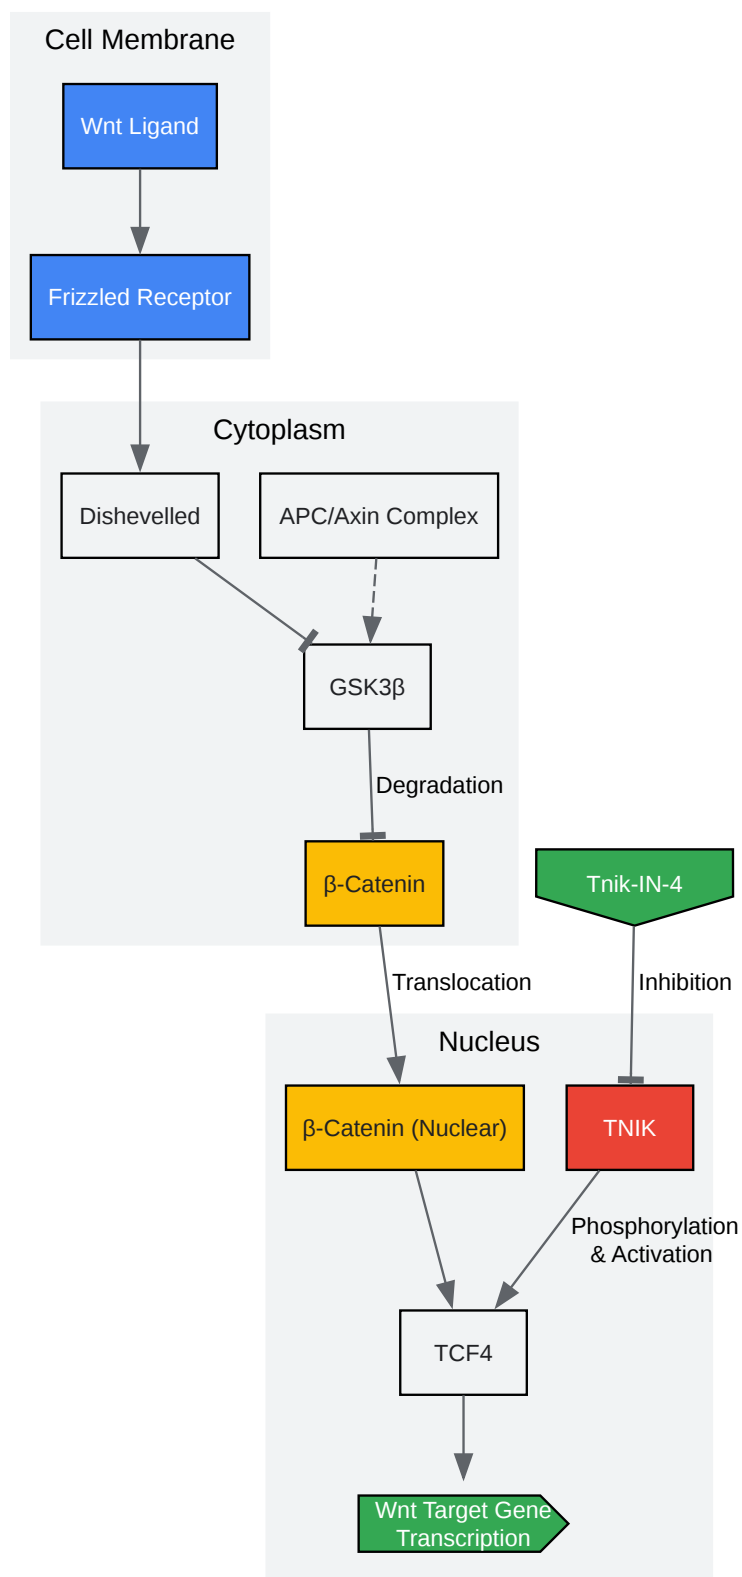 Cell Membrane
Wnt Ligand
Frizzled Receptor
Cytoplasm
Dishevelled
APC/Axin Complex
GSK3β
Degradation
β-Catenin
Tnik-IN-4
Translocation
Inhibition
Nucleus
β-Catenin (Nuclear)
TNIK
Phosphorylation
& Activation
TCF4
Wnt Target Gene
Transcription